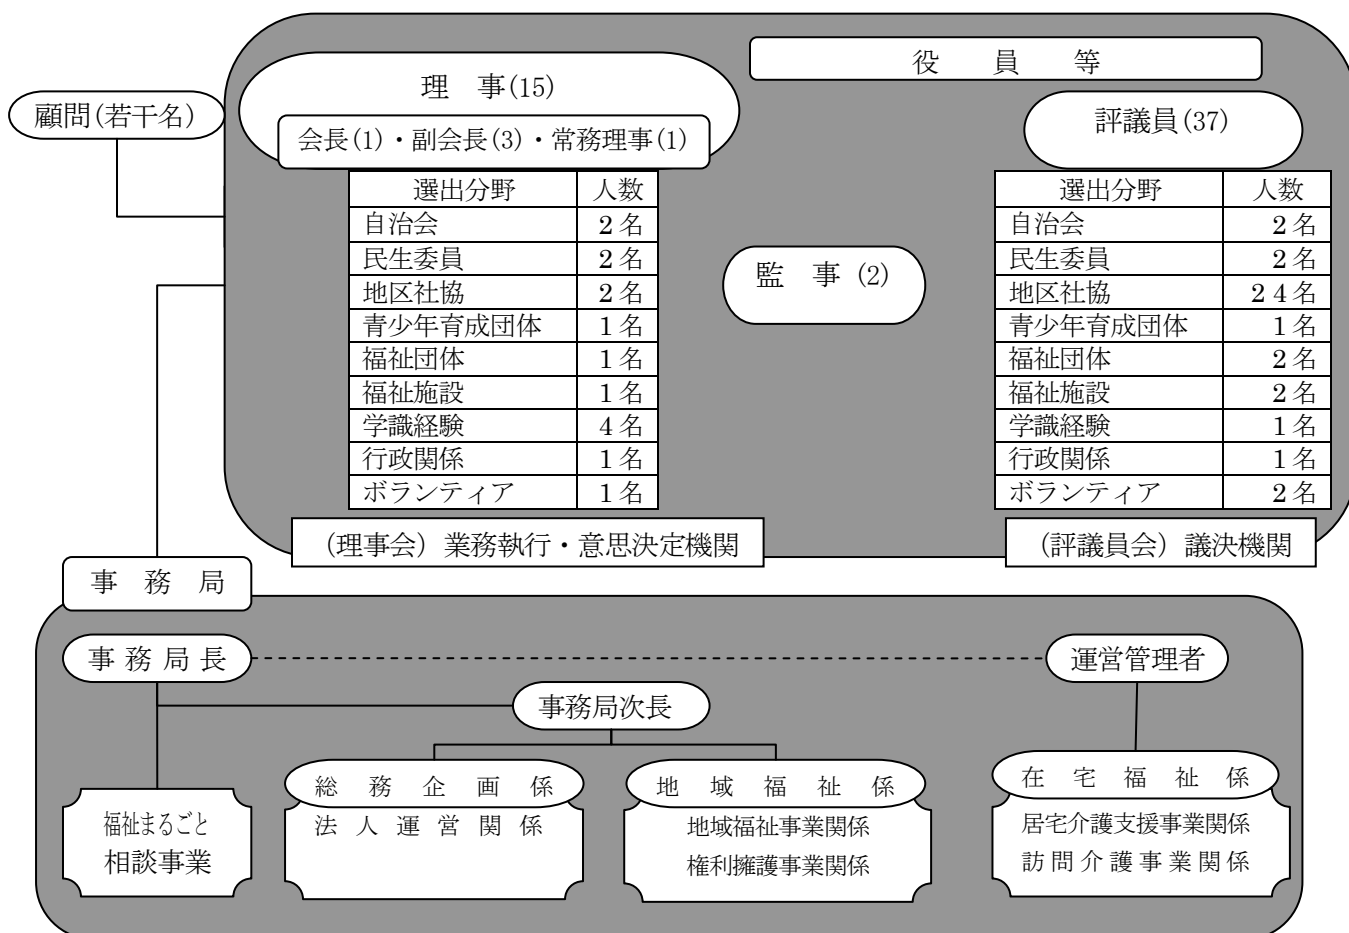 役 員 等
顧問(若干名)
理 事(15)
会長(1)・副会長(3)・常務理事(1)
選出分野 人数
自治会 2名
民生委員 2名
地区社協 2名
青少年育成団体 1名
福祉団体 1名
福祉施設 1名
学識経験 4名
行政関係 1名
ボランティア 1名
(理事会)業務執行・意思決定機関
監 事(2)
評議員(37)
選出分野 人数
自治会 2名
民生委員 2名
地区社協 24名
青少年育成団体 1名
福祉団体 2名
福祉施設 2名
学識経験 1名
行政関係 1名
ボランティア 2名
(評議員会)議決機関
事 務 局
事 務 局 長
運営管理者
事務局次長
福祉まるごと
相談事業
総 務 企 画 係
法 人 運 営 関 係
地 域 福 祉 係
地域福祉事業関係
権利擁護事業関係
在 宅 福 祉 係
居宅介護支援事業関係
訪問介護事業関係